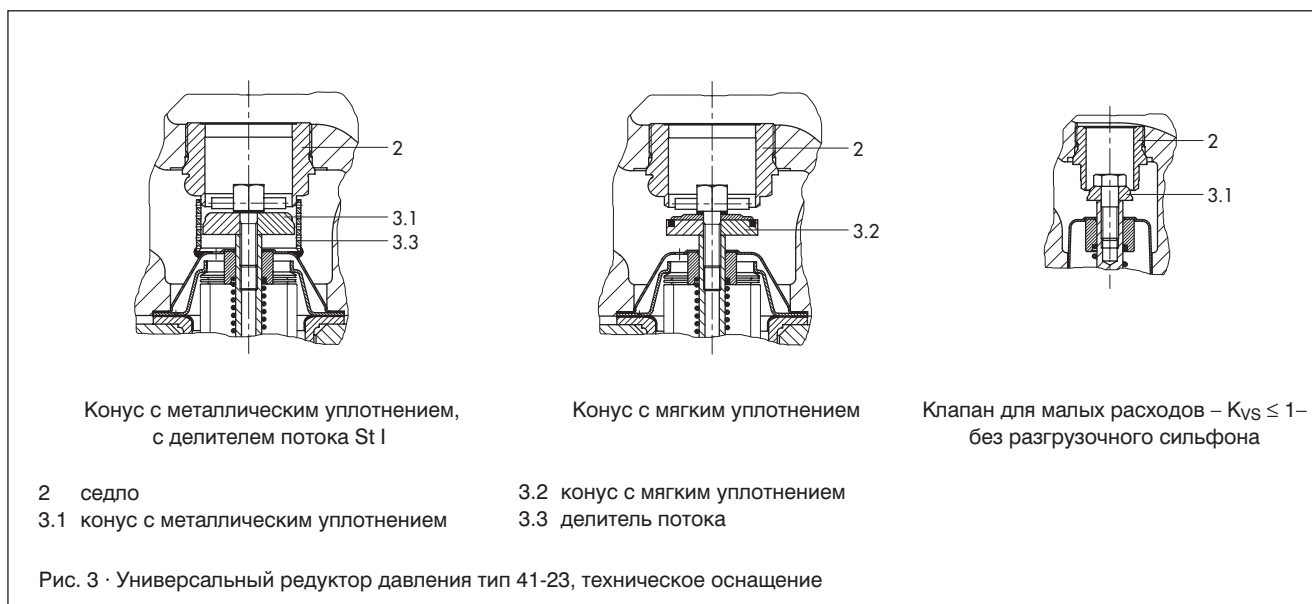 2
3.1
3.3
2
3.2
2
3.1
Конус с металлическим уплотнением,
с делителем потока St I
Конус с мягким уплотнением
Клапан для малых расходов – KVS ≤ 1–
без разгрузочного сильфона
2 седло
3.1 конус с металлическим уплотнением
3.2 конус с мягким уплотнением
3.3 делитель потока
Рис. 3 · Универсальный редуктор давления тип 41-23, техническое оснащение